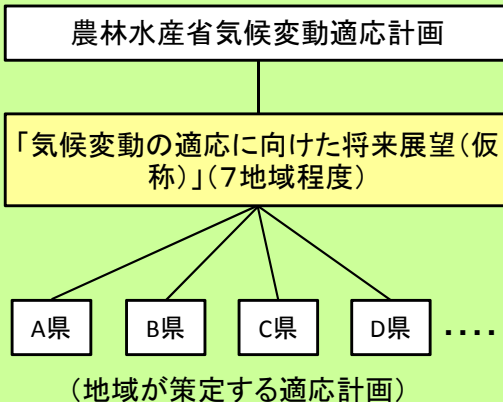 農林水産省気候変動適応計画
「気候変動の適応に向けた将来展望(仮
称)」(7地域程度)
A県 B県 C県 D県 ････
(地域が策定する適応計画)